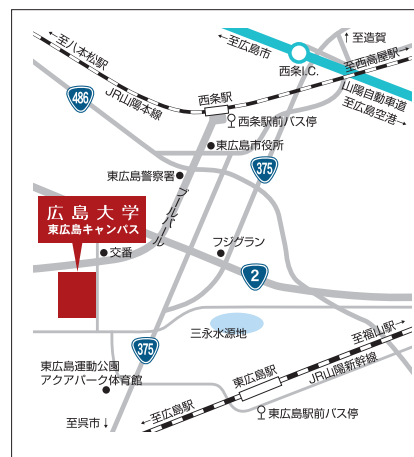 ↑至造賀
←至広島市
西条I.C.
←至八本松駅
至西高屋駅→
JR山陽本線
山陽自動車道
至広島空港→
486
西条駅
西条駅前バス停
東広島市役所
375
東広島警察署
ブールバール
広島大学
東広島キャンパス
交番
フジグラン
2
三永水源地
375
至福山駅→
東広島運動公園
アクアパーク体育館
東広島駅
JR山陽新幹線
←至広島駅
東広島駅前バス停
至呉市↓